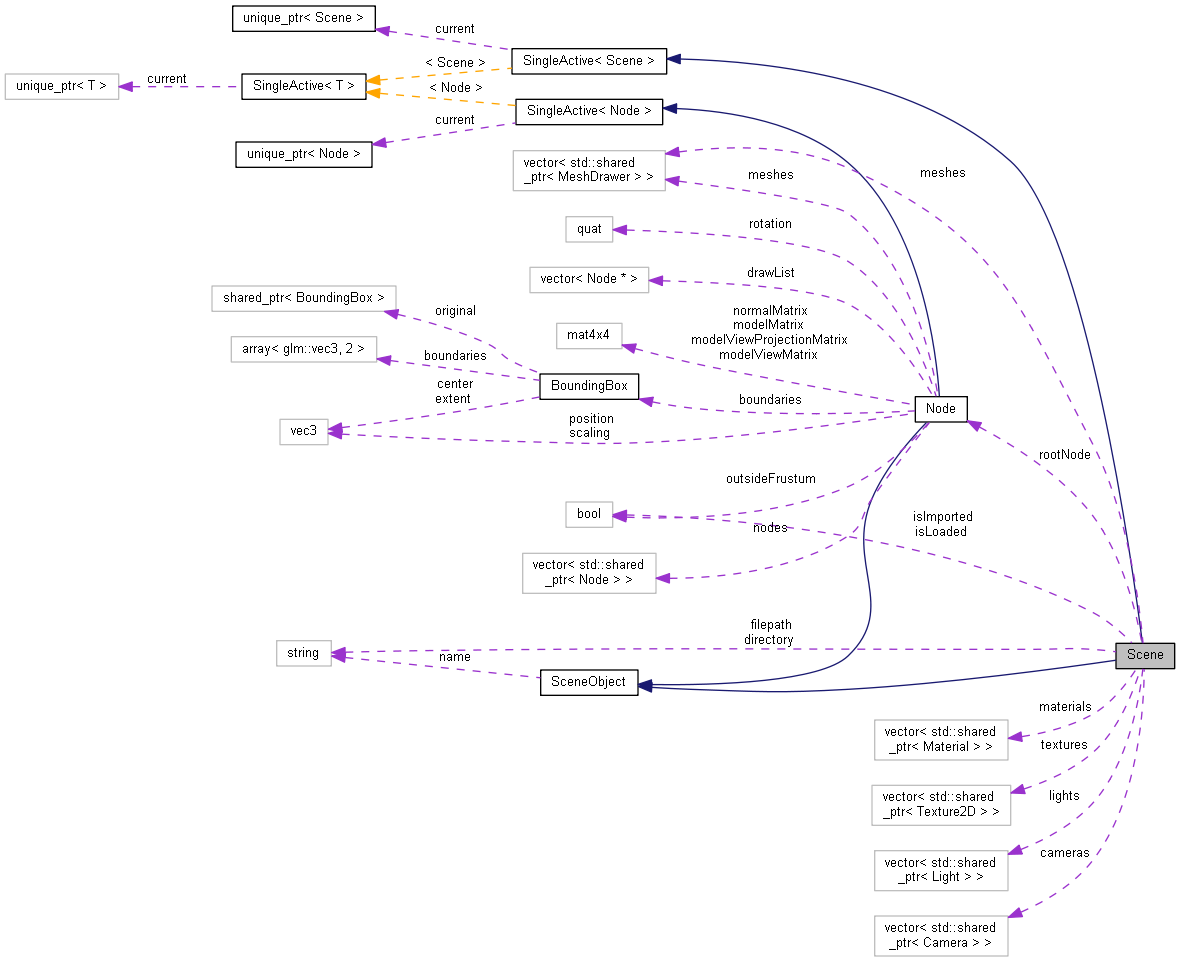 unique_ptr< Scene >
current
SingleActive< Scene >
< Scene >
unique_ptr< T >
current
SingleActive< T >
< Node >
SingleActive< Node >
current
unique_ptr< Node >
vector< std::shared
_ptr< MeshDrawer > >
meshes
meshes
quat
rotation
vector< Node * >
drawList
shared_ptr< BoundingBox >
original
mat4x4
normalMatrix
modelMatrix
modelViewProjectionMatrix
modelViewMatrix
array< glm::vec3, 2 >
boundaries
BoundingBox
center
extent
boundaries
Node
vec3
position
scaling
rootNode
outsideFrustum
bool
isImported
isLoaded
nodes
vector< std::shared
_ptr< Node > >
filepath
directory
string
name
SceneObject
Scene
materials
vector< std::shared
_ptr< Material > >
textures
vector< std::shared
_ptr< Texture2D > >
lights
vector< std::shared
_ptr< Light > >
cameras
vector< std::shared
_ptr< Camera > >